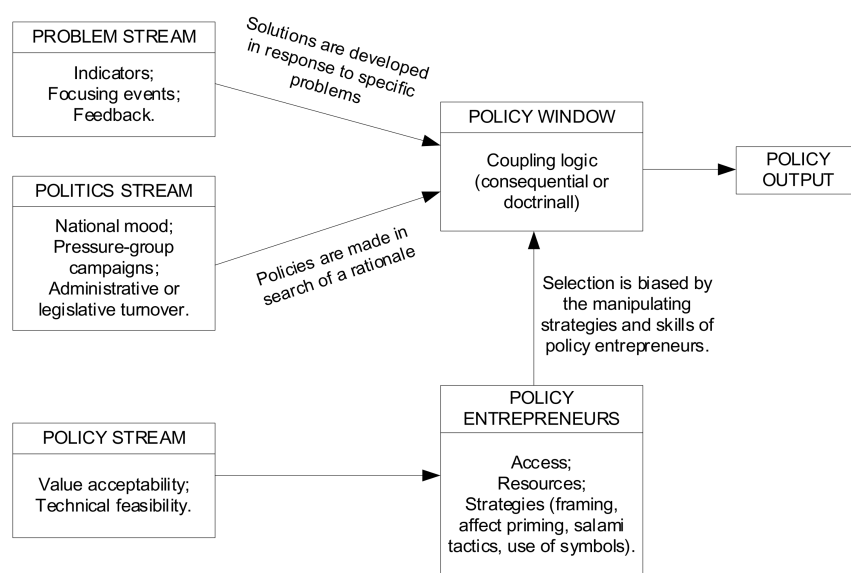 PROBLEM STREAM
Indicators;
Focusing events;
Feedback.
Solutions are developed
in response to specific
problems
POLITICS STREAM
National mood;
Pressure-group
campaigns;
Administrative or
legislative turnover.
Policies are made in
search of a rationale
POLICY WINDOW
Coupling logic
(consequential or
doctrinall)
POLICY
OUTPUT
Selection is biased by
the manipulating
strategies and skills of
policy entrepreneurs.
POLICY STREAM
Value acceptability;
Technical feasibility.
POLICY
ENTREPRENEURS
Access;
Resources;
Strategies (framing,
affect priming, salami
tactics, use of symbols).